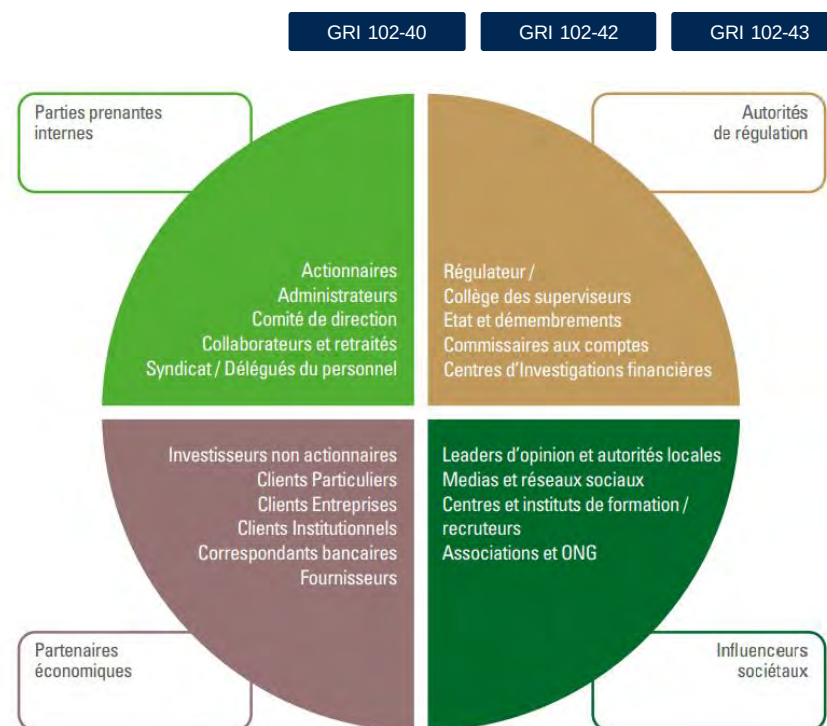 GRI 102-40
GRI 102-42
GRI 102-43
Parties prenantes
internes
Autorités
de régulation
Actionnaires
Administrateurs
Comité de direction
Collaborateurs et retraités
Syndicat / Délégués du personnel
Régulateur /
Collège des superviseurs
Etat et démembrements
Commissaires aux comptes
Centres d'Investigations financières
Investisseurs non actionnaires
Clients Particuliers
Clients Entreprises
Clients Institutionnels
Correspondants bancaires
Fournisseurs
Leaders d'opinion et autorités locales
Medias et réseaux sociaux
Centres et instituts de formation /
recruteurs
Associations et ONG
Partenaires
économiques
Influenceurs
sociétaux